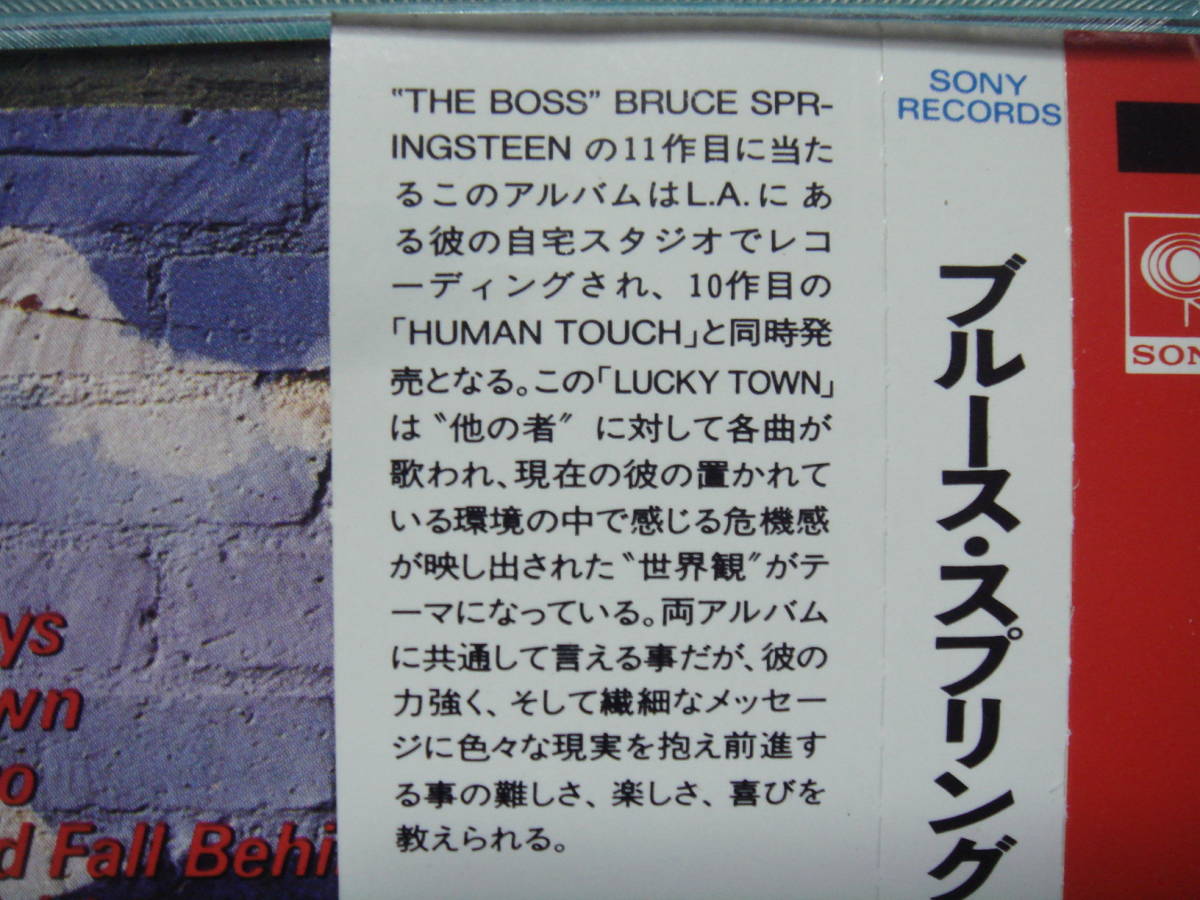 "THE BOSS" BRUCE SPR-
INGSTEEN の11作目に当た
るこのアルバムはL.A.に あ
る彼の自宅スタジオでレコ
ーディングされ、10作目の
「HUMAN TOUCH」と同時発
売となる。この「LUCKY TOWN」
は〝他の者〟に対して各曲が
歌われ、現在の彼の置かれて
いる環境の中で感じる危機感
が映し出された〝世界観〟がテ
ーマになっている。両アルバム
に共通して言える事だが、彼の
力強く、そして繊細なメッセー
ジに色々な現実を抱え前進す
る事の難しさ、楽しさ、喜びを
教えられる。
SONY
RECORDS
ブルース・スプリング
SON
ys
wn
o
d Fall Behi